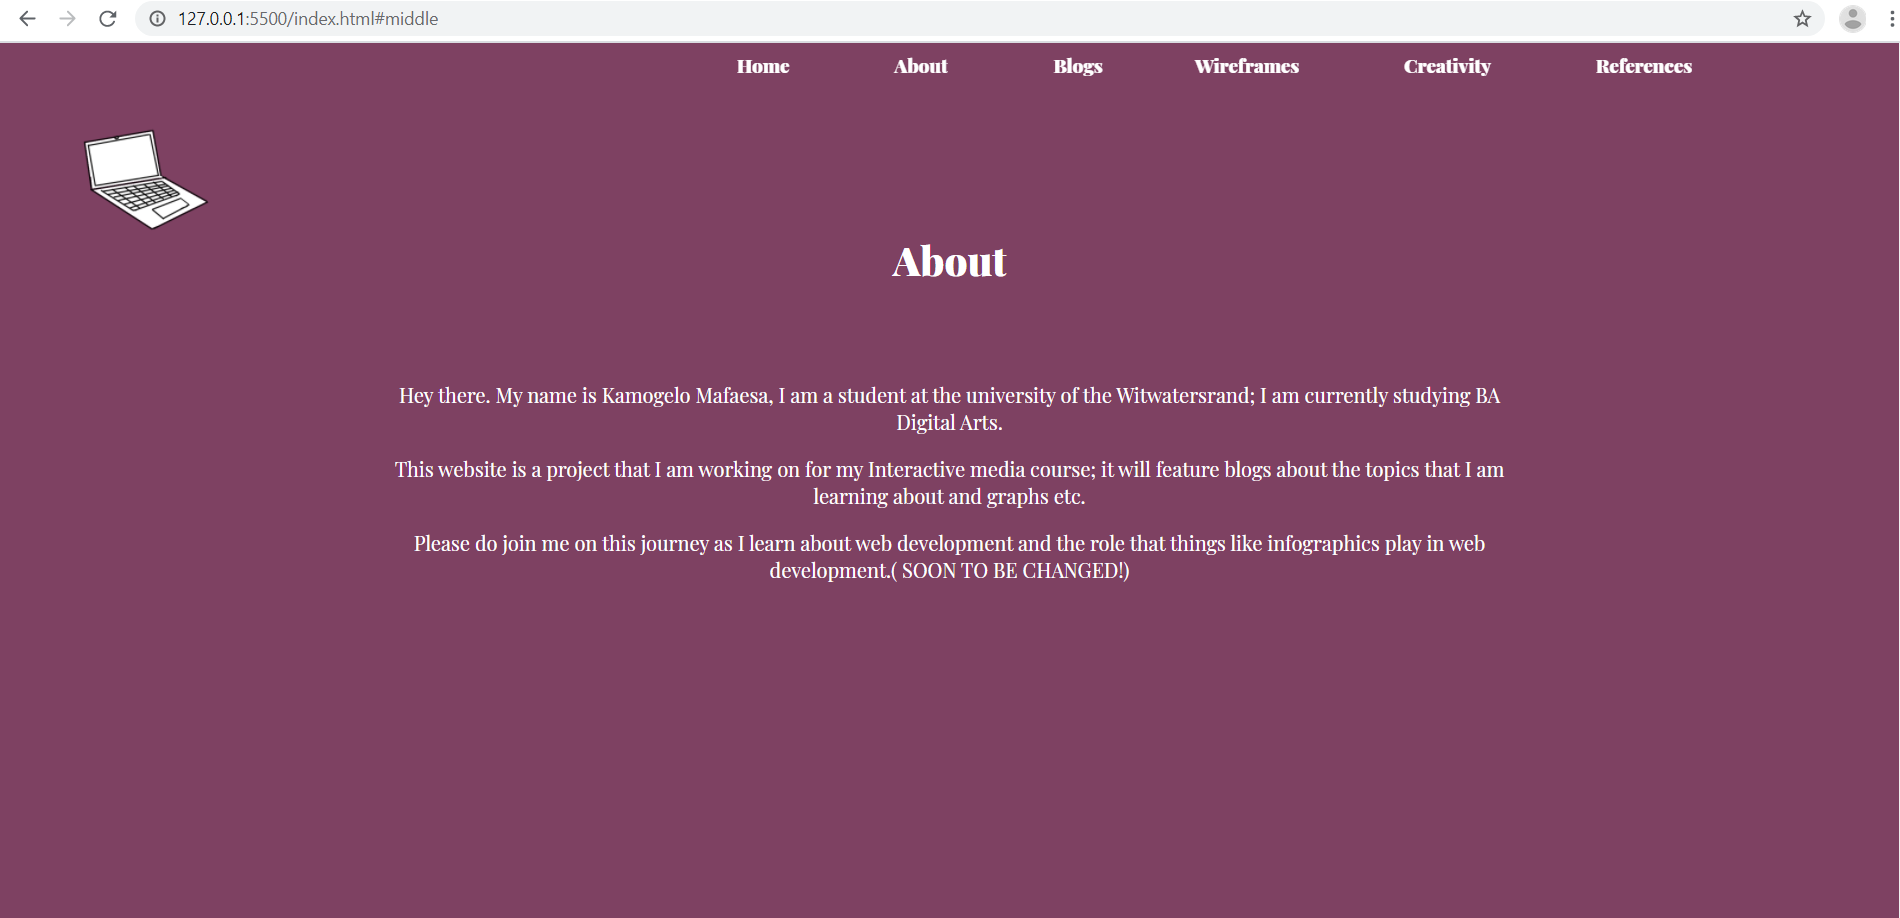 127.0.0.1:5500/index.html#middle
Home About Blogs Wireframes Creativity References
About
Hey there. My name is Kamogelo Mafaesa, I am a student at the university of the Witwatersrand; I am currently studying BA
Digital Arts.
This website is a project that I am working on for my Interactive media course; it will feature blogs about the topics that I am
learning about and graphs etc.
Please do join me on this journey as I learn about web development and the role that things like infographics play in web
development.( SOON TO BE CHANGED!)